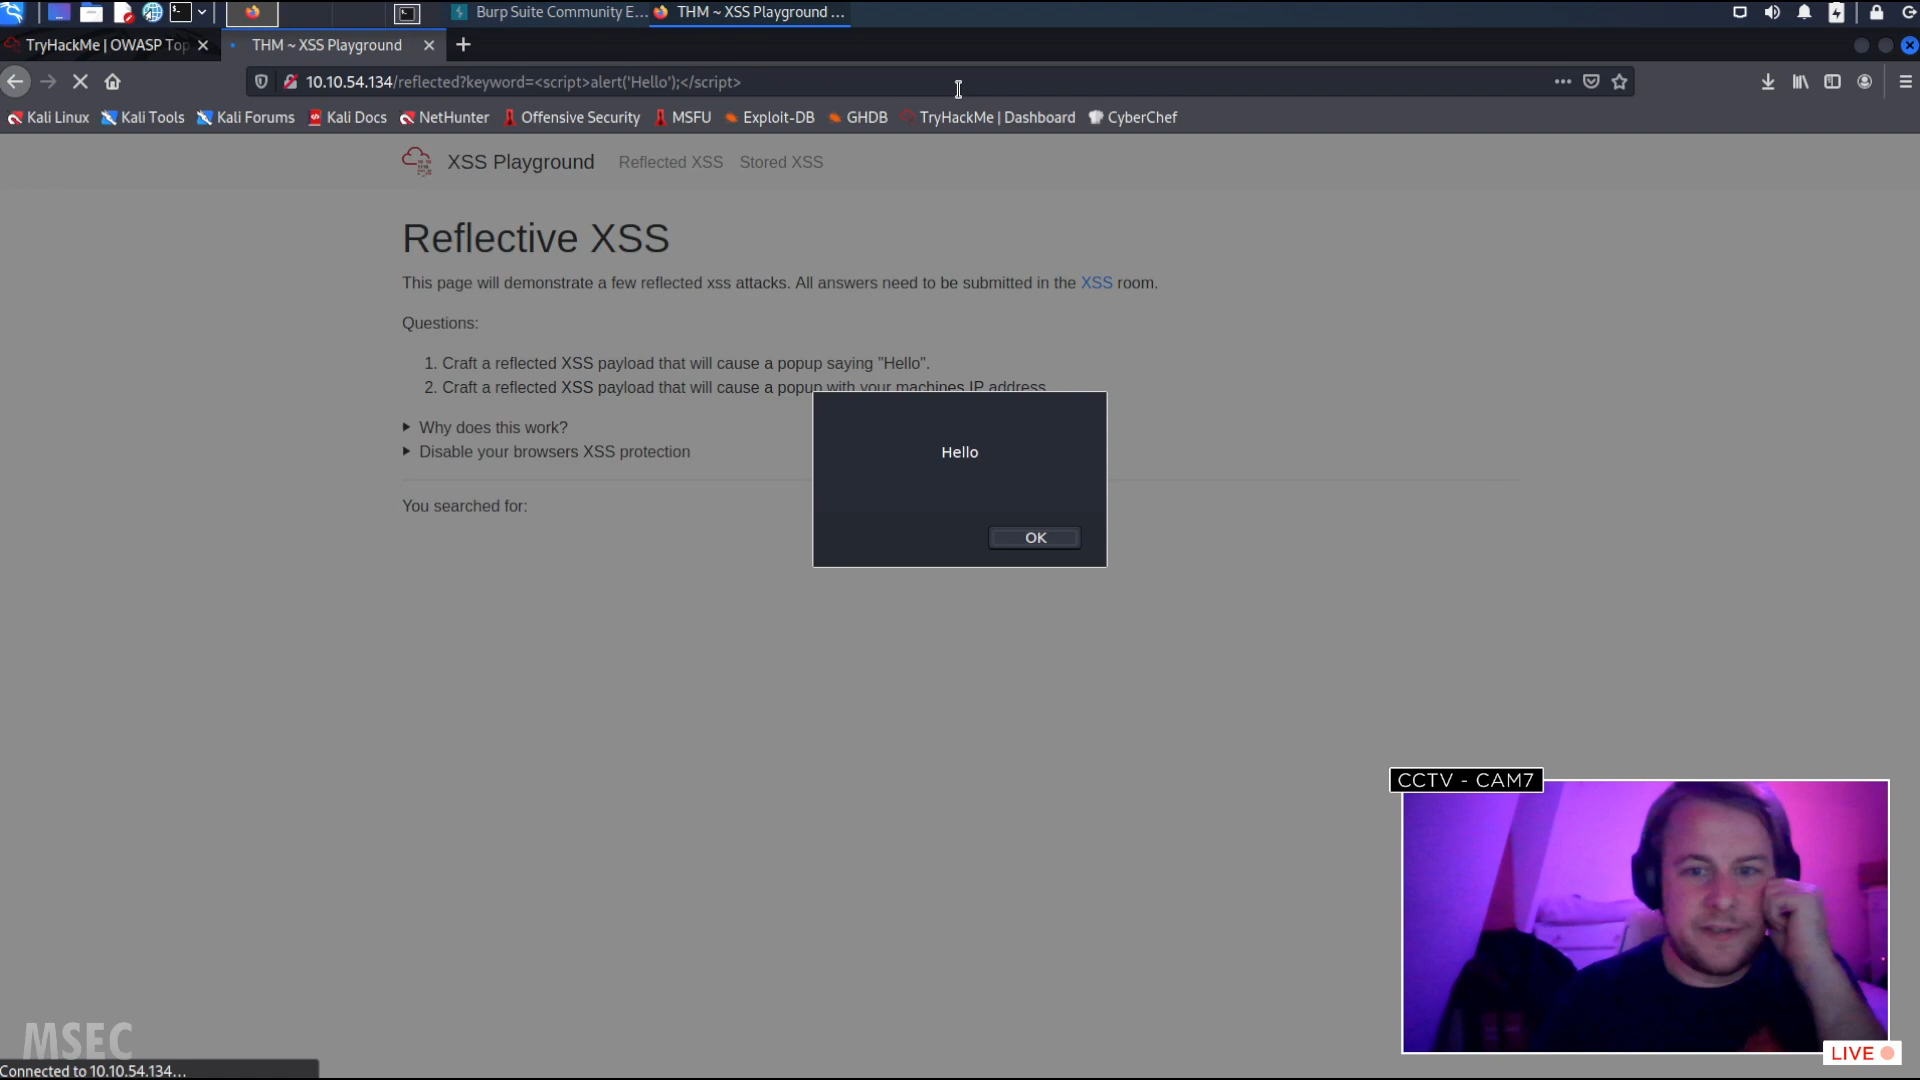 Burp Suite Community E...
THM ~ XSS Playground ...
TryHackMe | OWASP Top
THM ~ XSS Playground
10.10.54.134/reflected?keyword=<script>alert('Hello');</script>
Kali Linux
Kali Tools
Kali Forums
Kali Docs
NetHunter
Offensive Security
MSFU
Exploit-DB
GHDB
TryHackMe | Dashboard
CyberChef
XSS Playground
Reflected XSS
Stored XSS
Reflective XSS
This page will demonstrate a few reflected xss attacks. All answers need to be submitted in the XSS room.
Questions:
1. Craft a reflected XSS payload that will cause a popup saying "Hello".
2. Craft a reflected XSS payload that will cause a popup with your machines IP address
Why does this work?
Disable your browsers XSS protection
You searched for:
Hello
OK
CCTV - CAM7
MSEC
LIVE
Connected to 10.10.54.134...